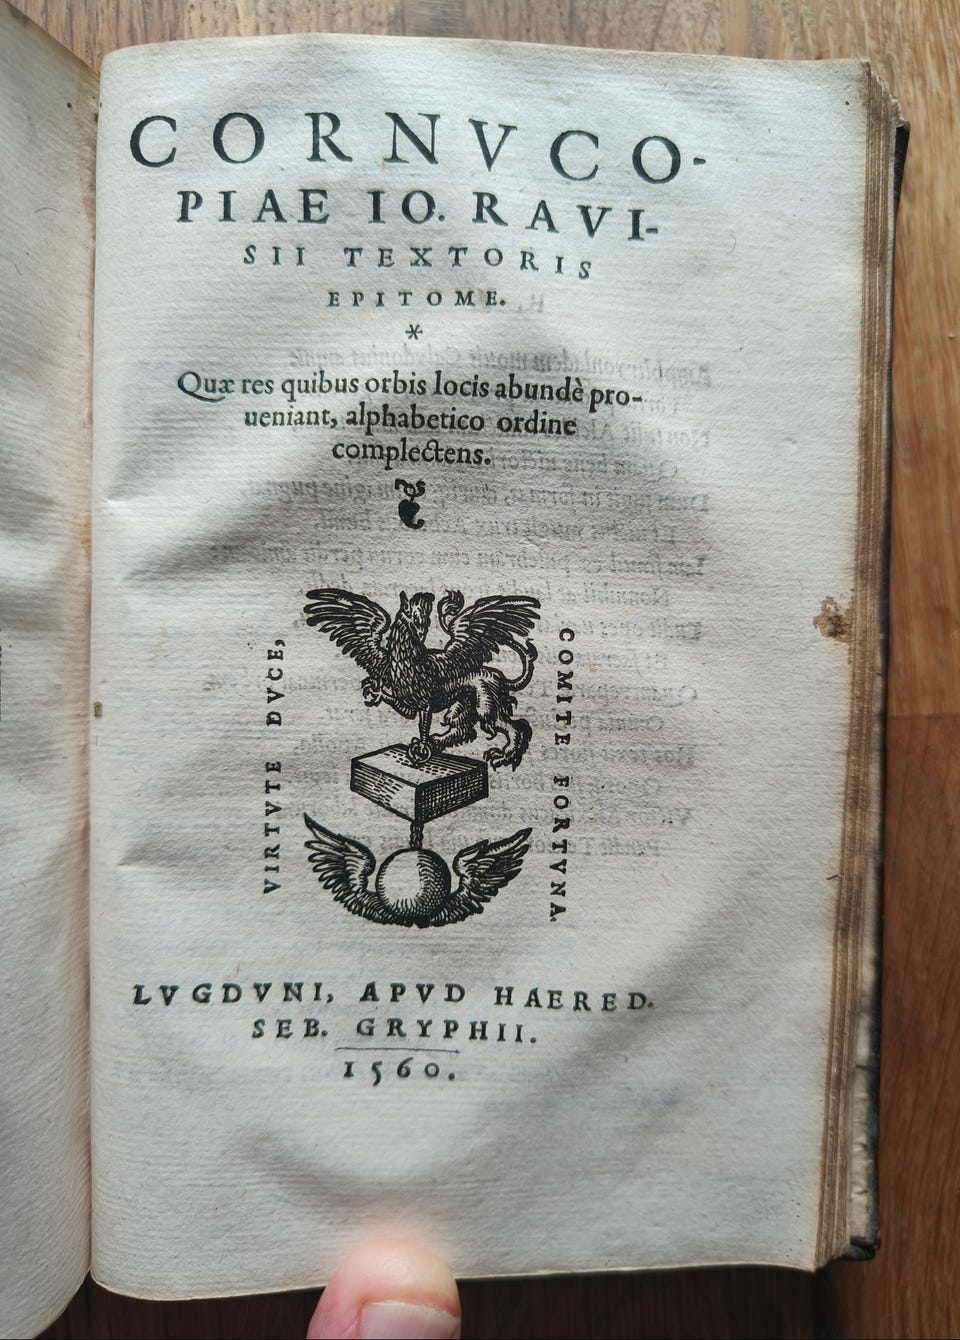 CORNVCO-
PIAE IO. RAVI-
SII TEXTORIS
EPITOME.
*
Quæ res quibus orbis locis abundè pro-
ueniant, alphabetico ordine
complectens.
VIRTVTE DVCE,
COMITE FORTVNA.
LVGDVNI, APVD HAERED.
SEB. GRYPHII.
1560.